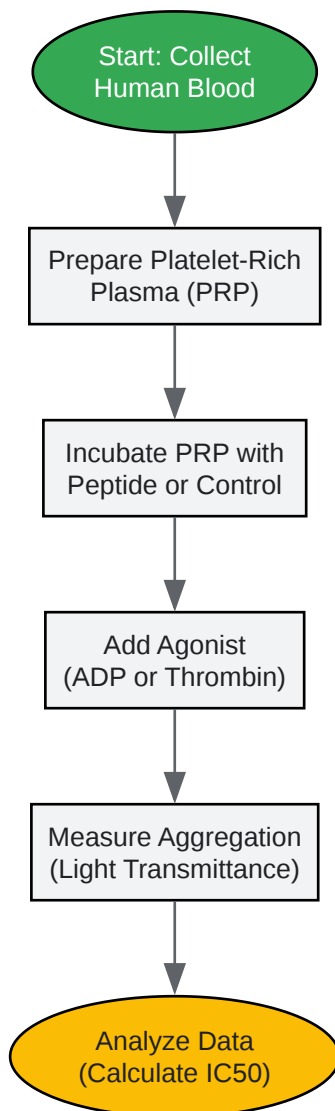 Start: Collect
Human Blood
Prepare Platelet-Rich
Plasma (PRP)
Incubate PRP with
Peptide or Control
Add Agonist
(ADP or Thrombin)
Measure Aggregation
(Light Transmittance)
Analyze Data
(Calculate IC50)